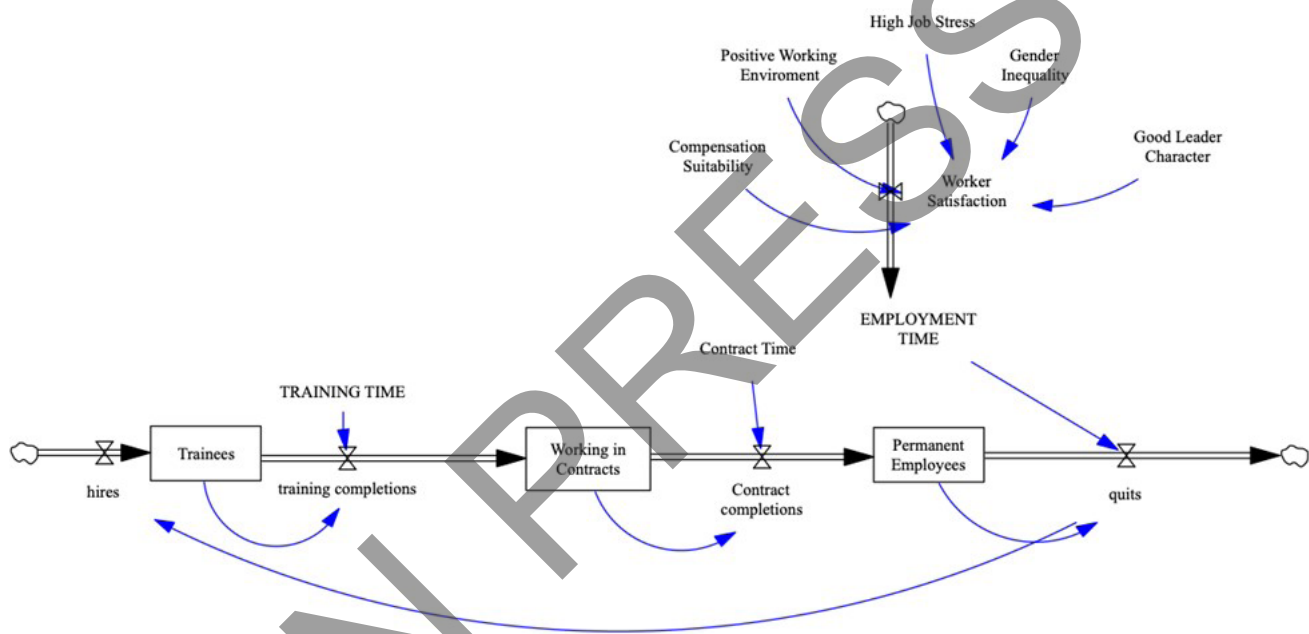 High Job Stress
Positive Working
Enviroment
Gender
Inequality
Compensation
Suitability
Good Leader
Character
Worker
Satisfaction
EMPLOYMENT
TIME
Contract Time
TRAINING TIME
Trainees
Working in
Contracts
Permanent
Employees
hires
training completions
Contract
completions
quits
N PRESS